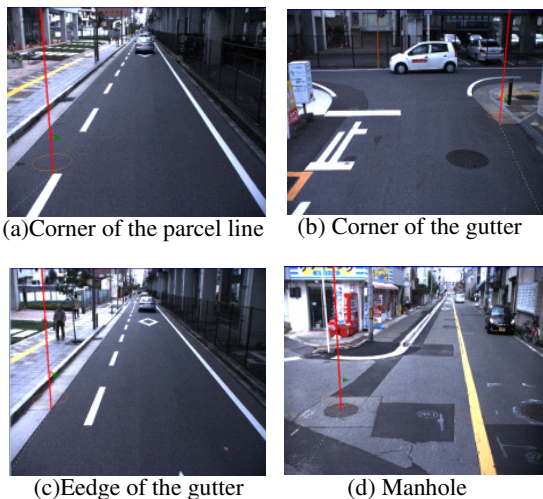 (a)Corner of the parcel line
(b) Corner of the gutter
(c)Eedge of the gutter
(d) Manhole